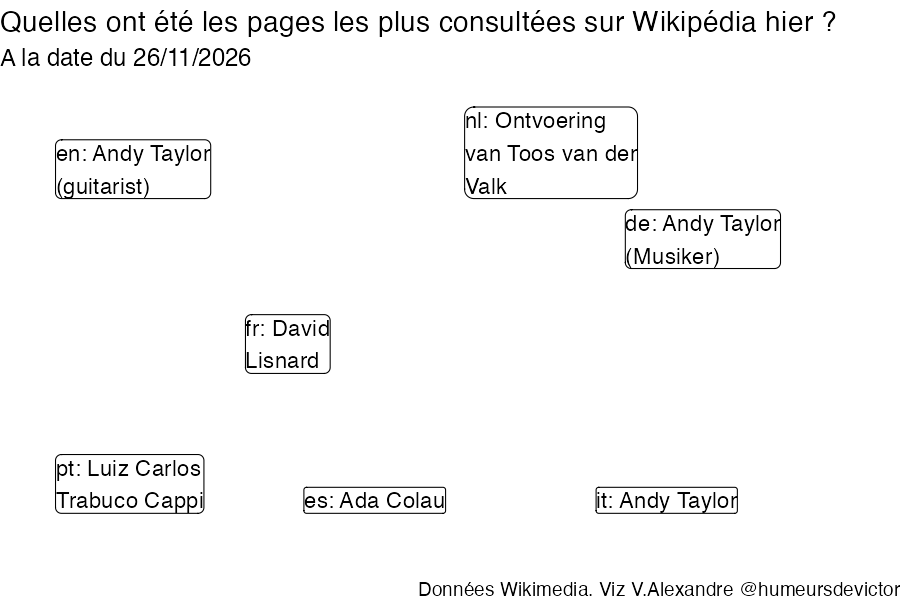 Quelles ont été les pages les plus consultées sur Wikipédia hier ?
A la date du 26/11/2026
nl: Ontvoering
van Toos van der
Valk
en: Andy Taylor
(guitarist)
de: Andy Taylor
(Musiker)
fr: David
Lisnard
pt: Luiz Carlos
Trabuco Cappi
es: Ada Colau
it: Andy Taylor
Données Wikimedia. Viz V.Alexandre @humeursdevictor